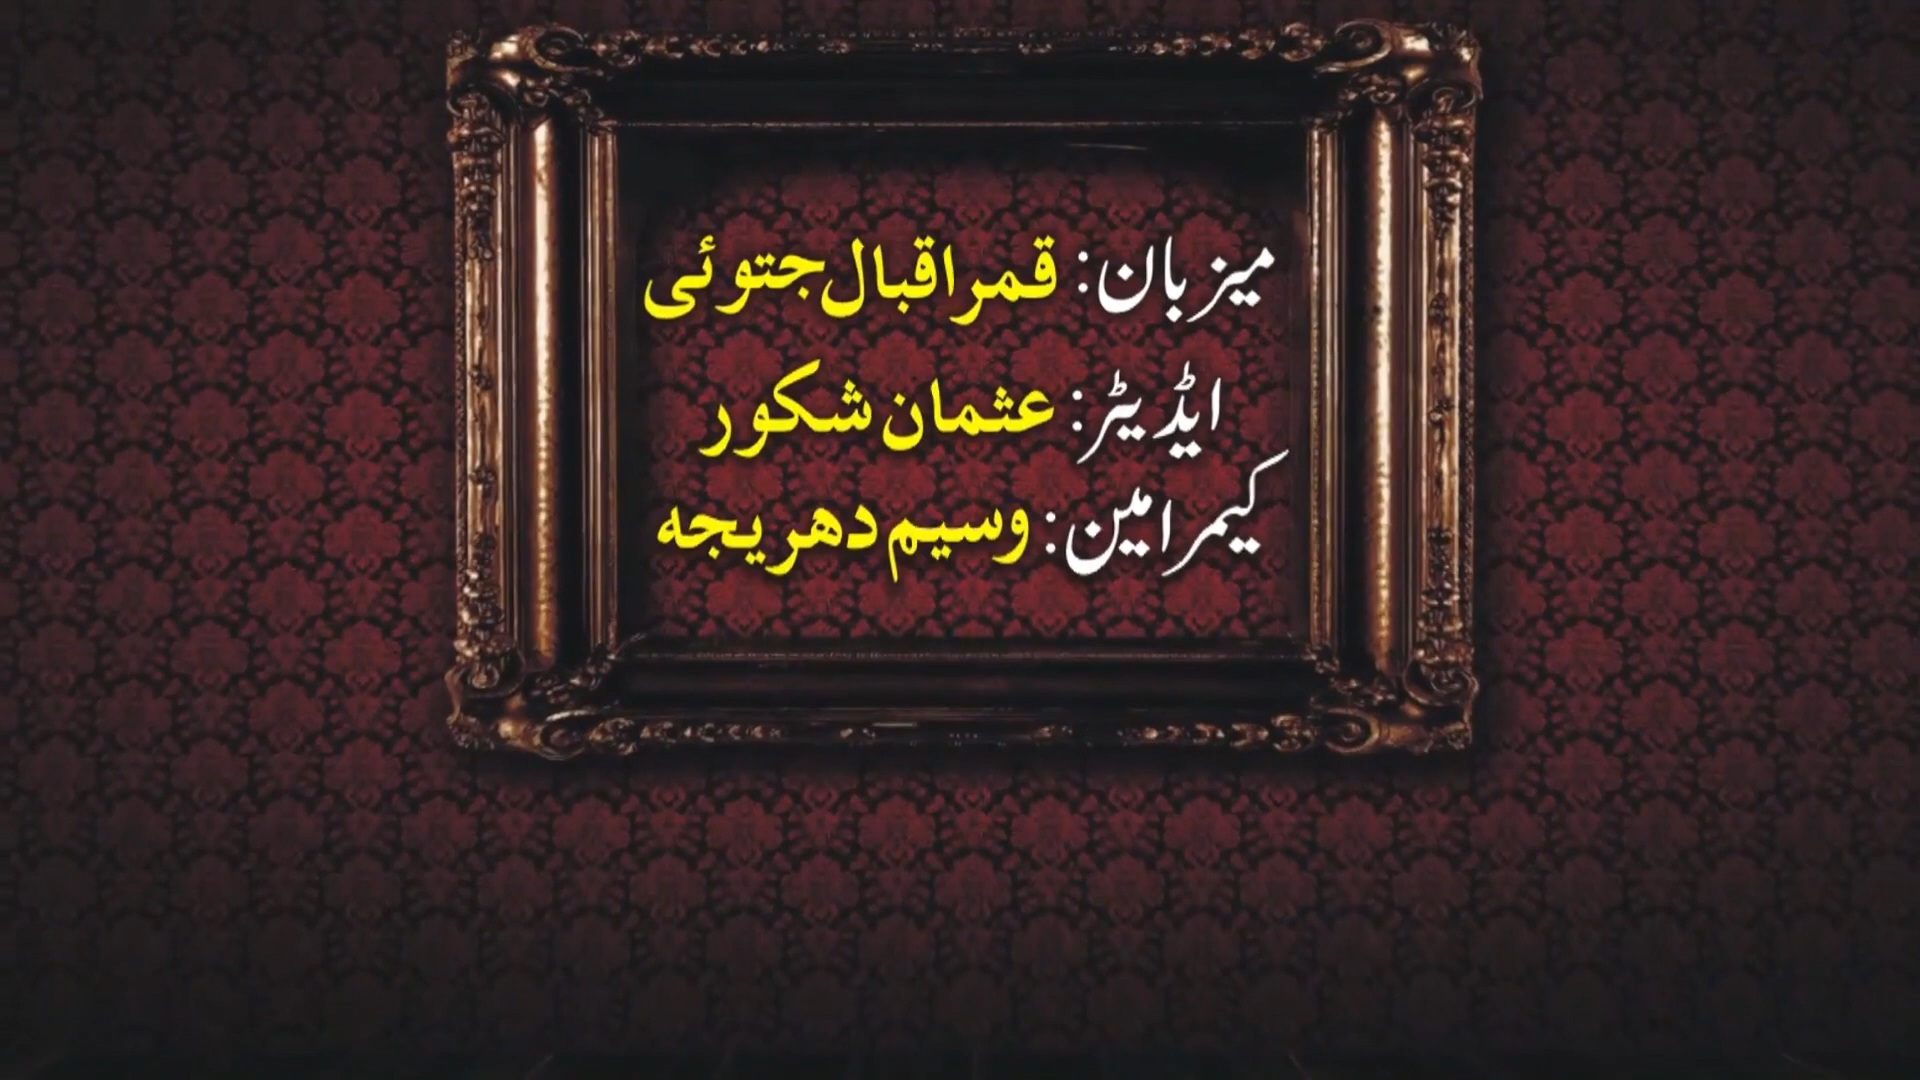 میزبان: قمر اقبال جتوئی
ایڈیٹر: عثمان شکور
کیمرامین: وسیم دھریجہ